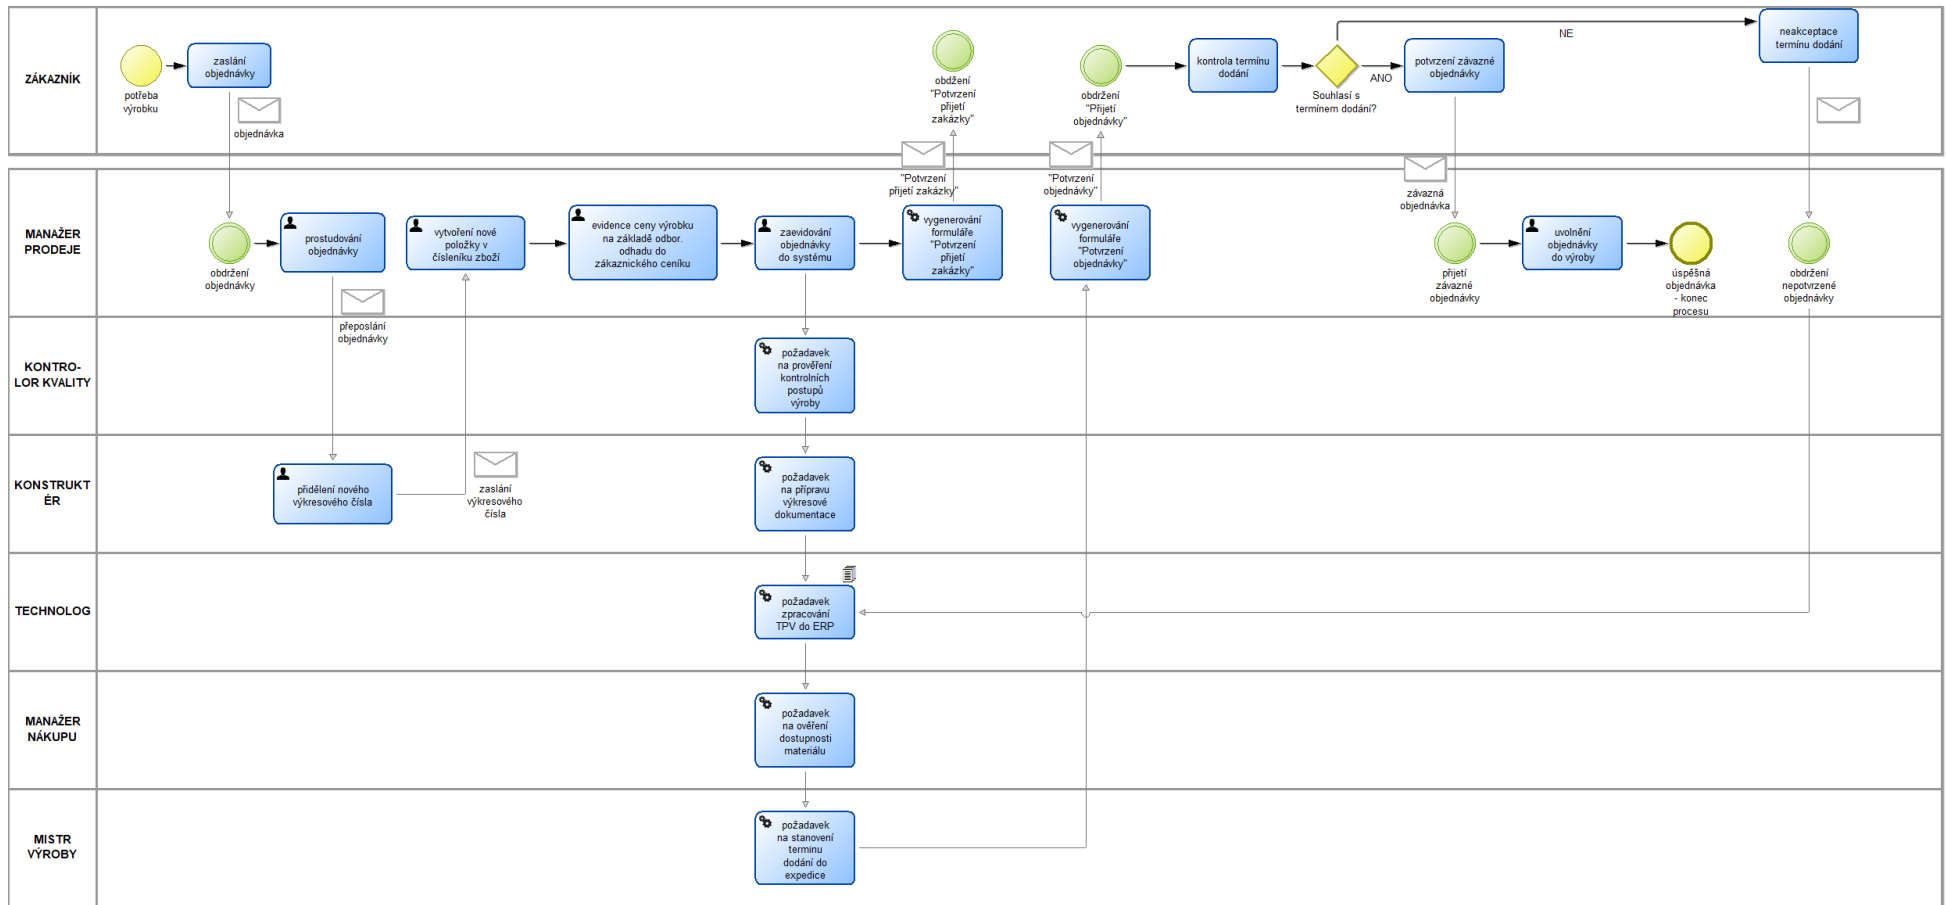 ZÁKAZNÍK
potřeba
výrobku
zaslání
objednávky
objednávka
obdžení
"Potvrzení
přijetí
zakázky"
obdržení
"Přijetí
objednávky"
kontrola termínu
dodání
Souhlasí s
termínem dodání?
ANO
NE
potvrzení závazné
objednávky
neakceptace
termínu dodání
"Potvrzení
přijetí zakázky"
"Potvrzení
objednávky"
závazná
objednávka
MANAŽER
PRODEJE
obdržení
objednávky
prostudování
objednávky
vytvoření nové
položky v
čísleníku zboží
evidence ceny výrobku
na základě odbor.
odhadu do
zákaznického ceníku
zaevidování
objednávky
do systému
vygenerování
formuláře
"Potvrzení
přijetí
zakázky"
vygenerování
formuláře
"Potvrzení
objednávky"
přijetí
závazné
objednávky
uvolnění
objednávky
do výroby
úspěšná
objednávka
- konec
procesu
obdržení
nepotvrzené
objednávky
přeposlání
objednávky
KONTRO-
LOR KVALITY
požadavek
na prověření
kontrolních
postupů
výroby
KONSTRUKT
ÉR
přidělení nového
výkresového čísla
zaslání
výkresového
čísla
požadavek
na přípravu
výkresové
dokumentace
TECHNOLOG
požadavek
zpracování
TPV do ERP
MANAŽER
NÁKUPU
požadavek
na ověření
dostupnosti
materiálu
MISTR
VÝROBY
požadavek
na stanovení
termínu
dodání do
expedice